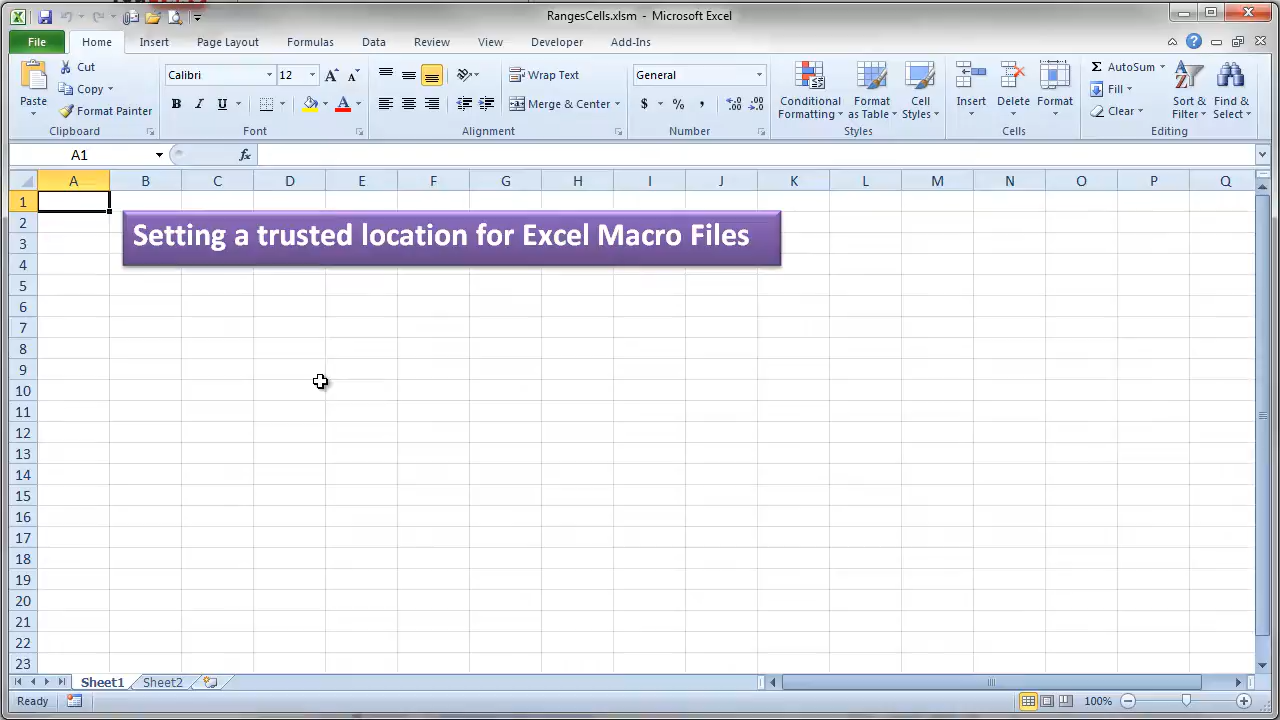 RangesCells.xlsm - Microsoft Excel
File Home Insert Page Layout Formulas Data Review View Developer Add-Ins
Paste
Cut
Copy
Format Painter
Clipboard
Calibri 12
B I U A
Font
Wrap Text
Merge & Center
Alignment
General
$ % ,
Number
Conditional Formatting
Format as Table
Cell Styles
Styles
Insert Delete Format
Cells
Σ AutoSum
Fill
Clear
Sort & Filter
Find & Select
Editing
A1 fx
A B C D E F G H I J K L M N O P Q
1
2
3
4
5
6
7
8
9
10
11
12
13
14
15
16
17
18
19
20
21
22
23
Setting a trusted location for Excel Macro Files
Sheet1 Sheet2
Ready 100%